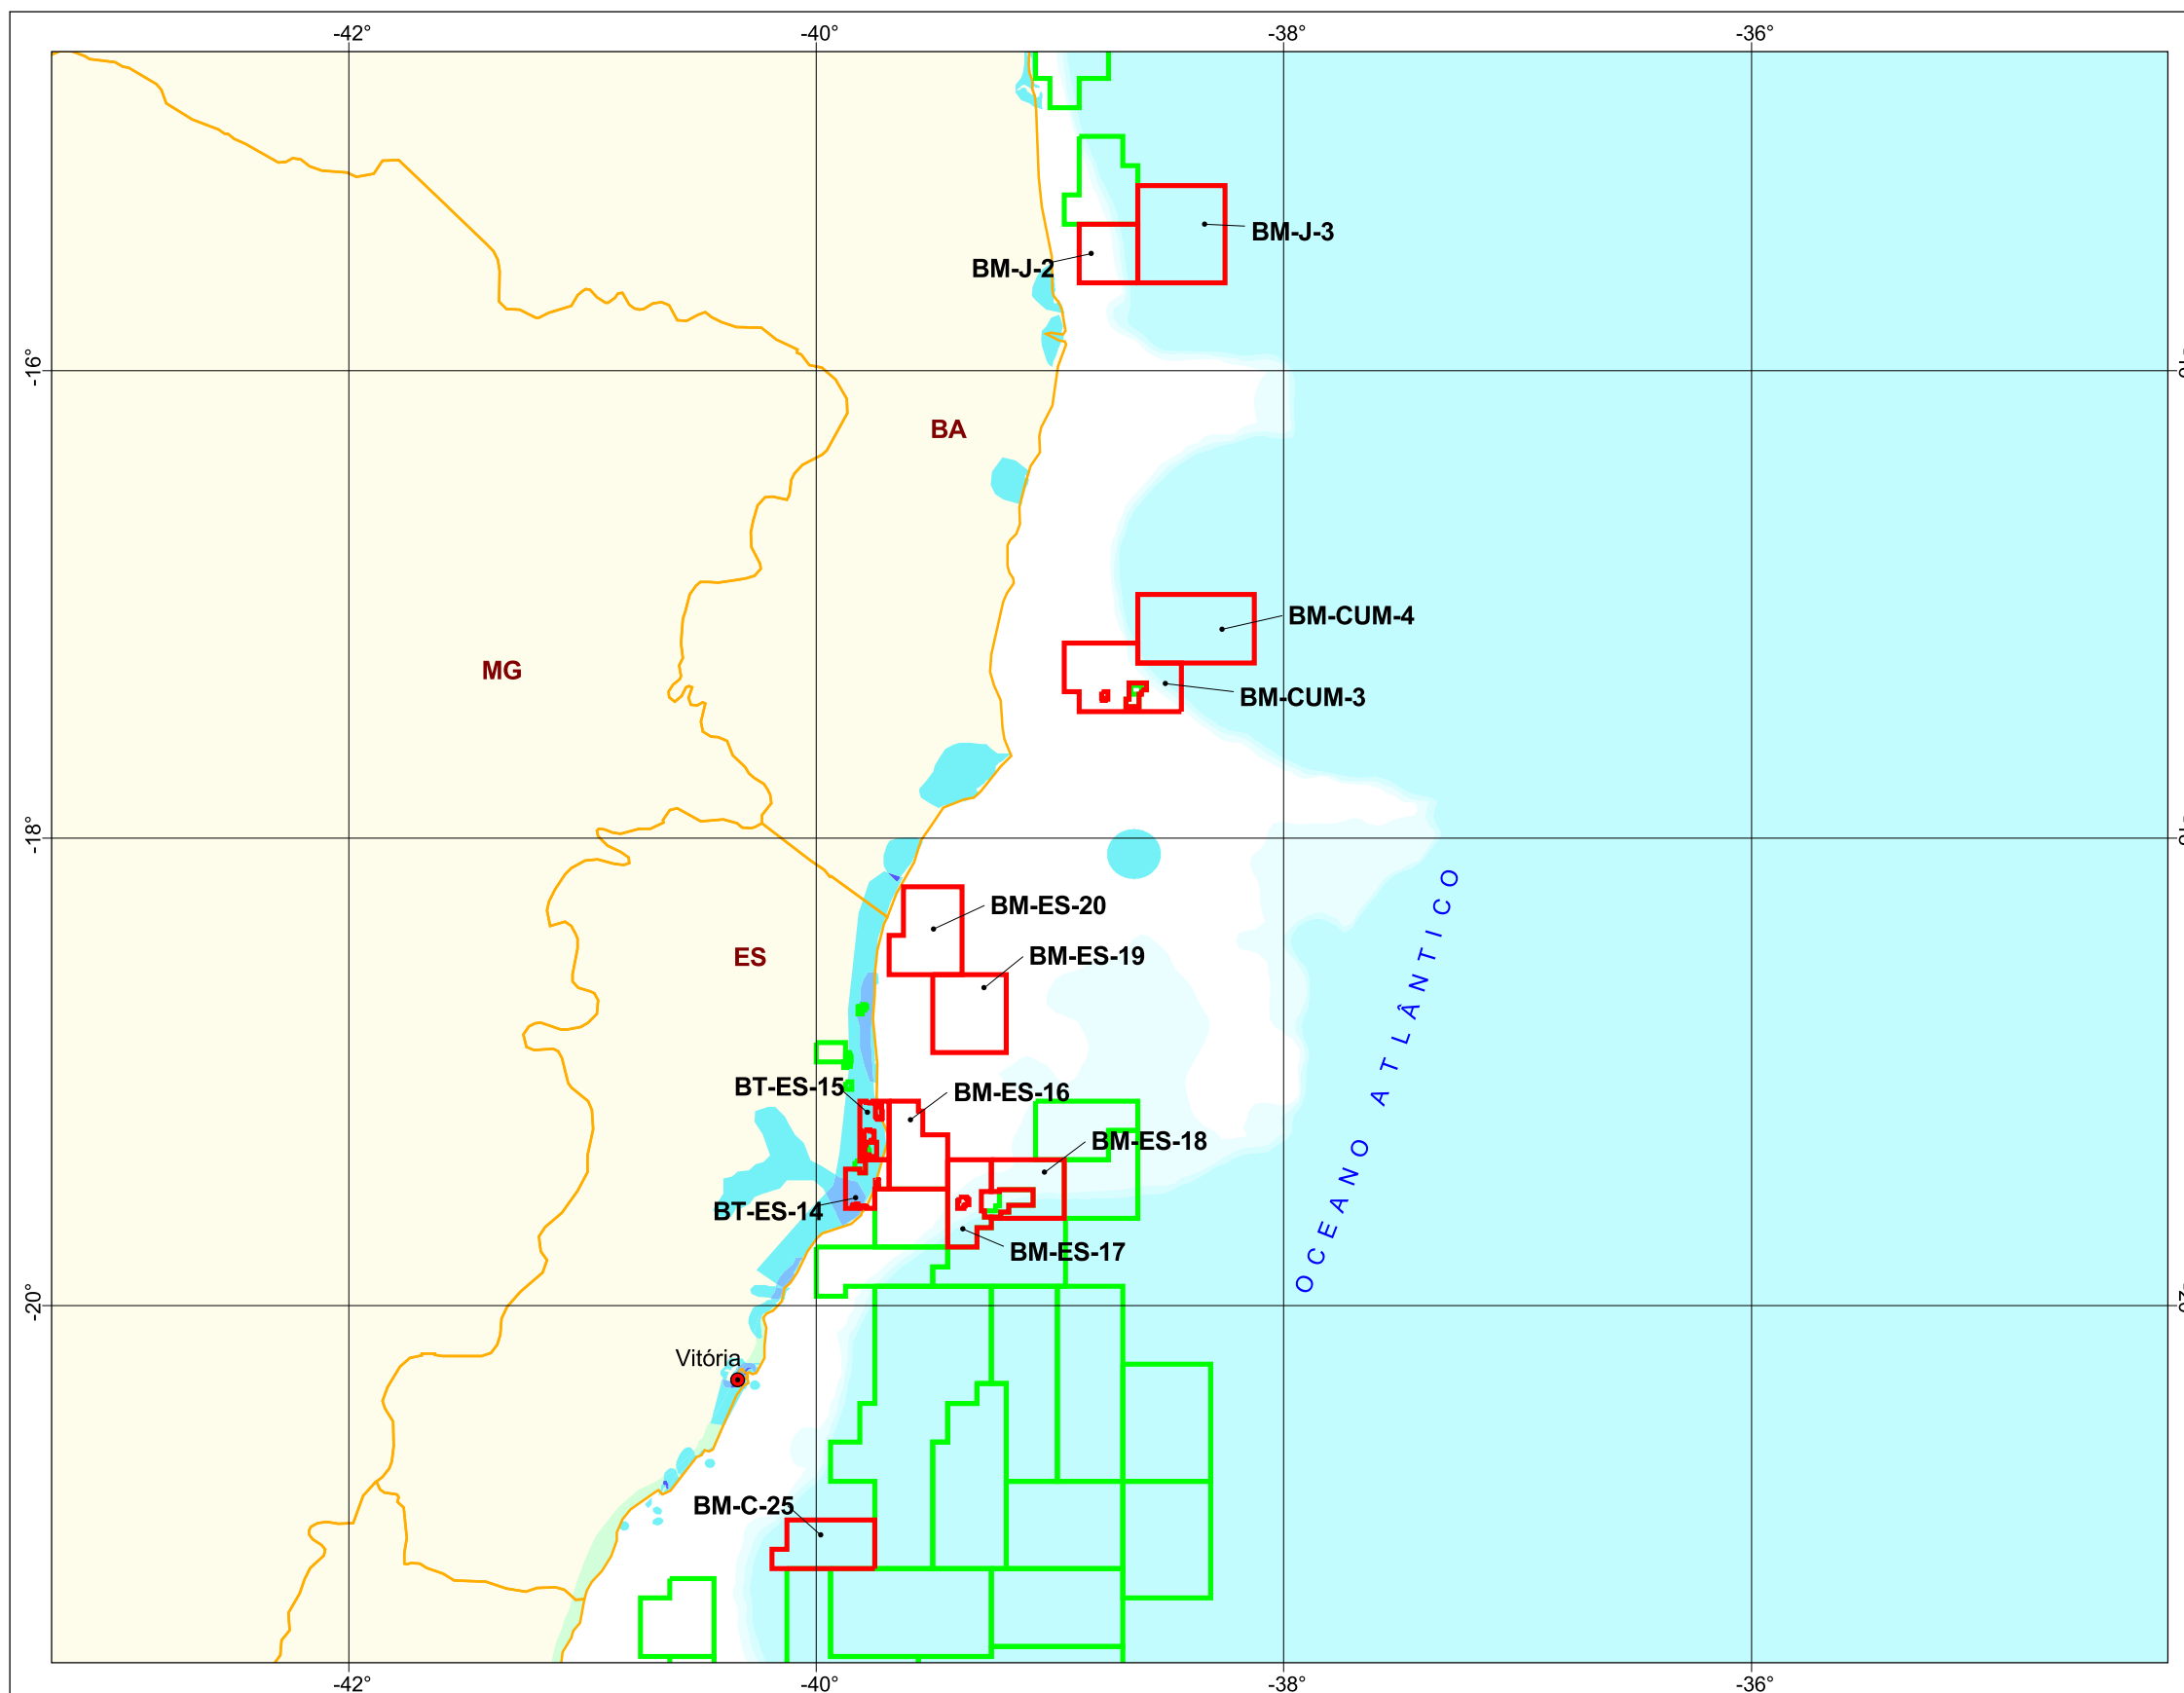 -42°
-40°
-38°
-36°
BM-J-3
BM-J-2
-16°
BA
BM-CUM-4
MG
BM-CUM-3
-18°
BM-ES-20
BM-ES-19
ES
BT-ES-15
BM-ES-16
BM-ES-18
BT-ES-14
BM-ES-17
OCEANO ATLÂNTICO
-20°
Vitória
BM-C-25
-42°
-40°
-38°
-36°